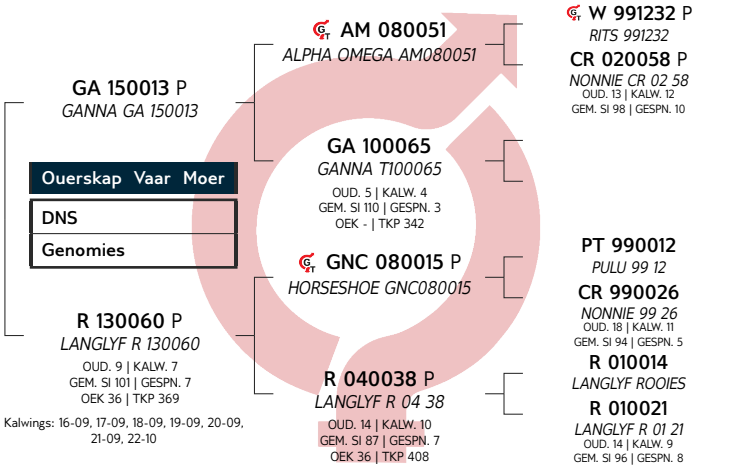 GA 150013 P
GANNA GA 150013
Ouerskap Vaar Moer
DNS
Genomies
R 130060 P
LANGLYF R 130060
OUD. 9 | KALW. 7
GEM. SI 101 | GESPN. 7
OEK 36 | TKP 369
Kalwings: 16-09, 17-09, 18-09, 19-09, 20-09,
21-09, 22-10
GT AM 080051
ALPHA OMEGA AM080051
GA 100065
GANNA T100065
OUD. 5 | KALW. 4
GEM. SI 110 | GESPN. 3
OEK - | TKP 342
GT GNC 080015 P
HORSESHOE GNC080015
R 040038 P
LANGLYF R 04 38
OUD. 14 | KALW. 10
GEM. SI 87 | GESPN. 7
OEK 36 | TKP 408
GT W 991232 P
RITS 991232
CR 020058 P
NONNIE CR 02 58
OUD. 13 | KALW. 12
GEM. SI 98 | GESPN. 10
PT 990012
PULU 99 12
CR 990026
NONNIE 99 26
OUD. 18 | KALW. 11
GEM. SI 94 | GESPN. 5
R 010014
LANGLYF ROOIES
R 010021
LANGLYF R 01 21
OUD. 14 | KALW. 9
GEM. SI 96 | GESPN. 8